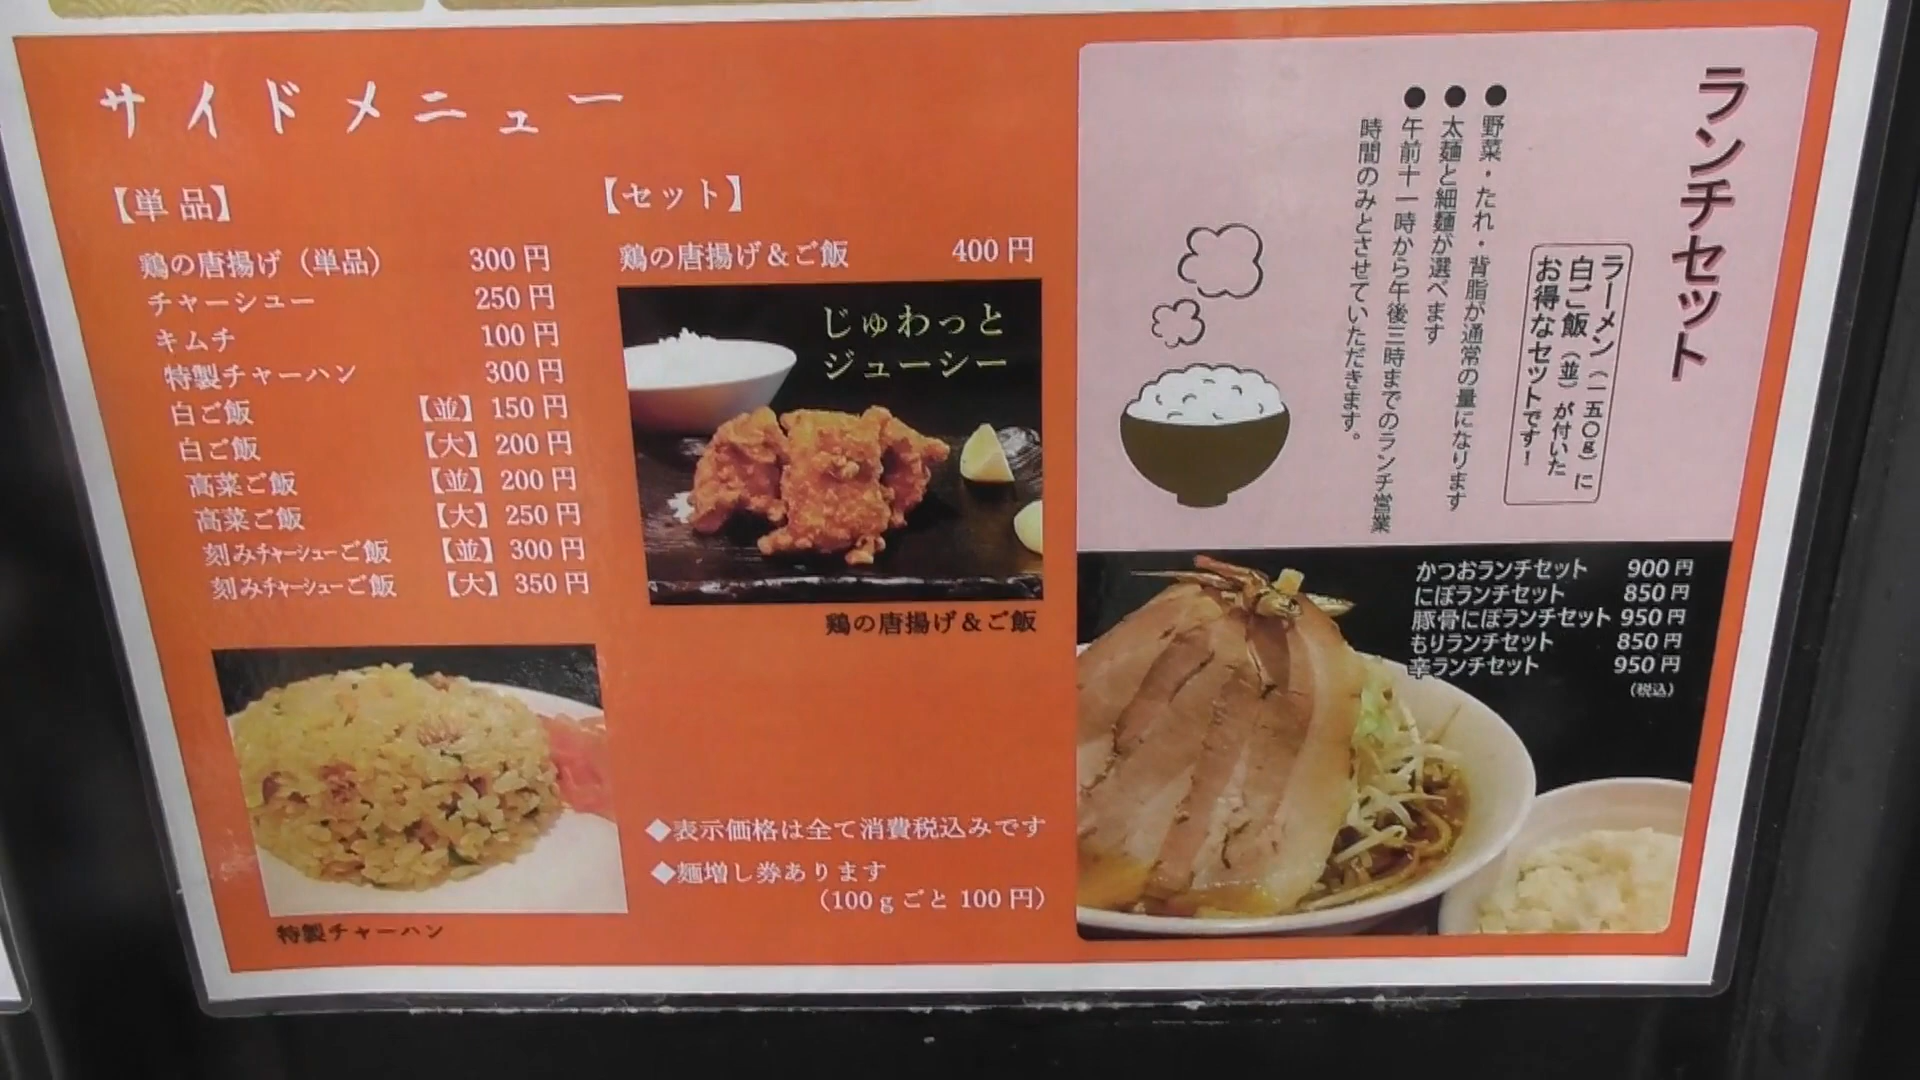 サイドメニュー
【単品】
鶏の唐揚げ（単品） 300円
チャーシュー 250円
キムチ 100円
特製チャーハン 300円
白ご飯 【並】 150円
白ご飯 【大】 200円
高菜ご飯 【並】 200円
高菜ご飯 【大】 250円
刻みチャーシューご飯 【並】 300円
刻みチャーシューご飯 【大】 350円
特製チャーハン
【セット】
鶏の唐揚げ＆ご飯 400円
じゅわっと
ジューシー
鶏の唐揚げ＆ご飯
◆表示価格は全て消費税込みです
◆麺増し券あります
（100gごと100円）
ランチセット
ラーメン（一五〇g）に
白ご飯（並）が付いた
お得なセットです！
●野菜・たれ・背脂が通常の量になります
●太麺と細麺が選べます
●午前十一時から午後三時までのランチ営業
時間のみとさせていただきます。
かつおランチセット 900円
にぼランチセット 850円
豚骨にぼランチセット 950円
もりランチセット 850円
辛ランチセット 950円
（税込）